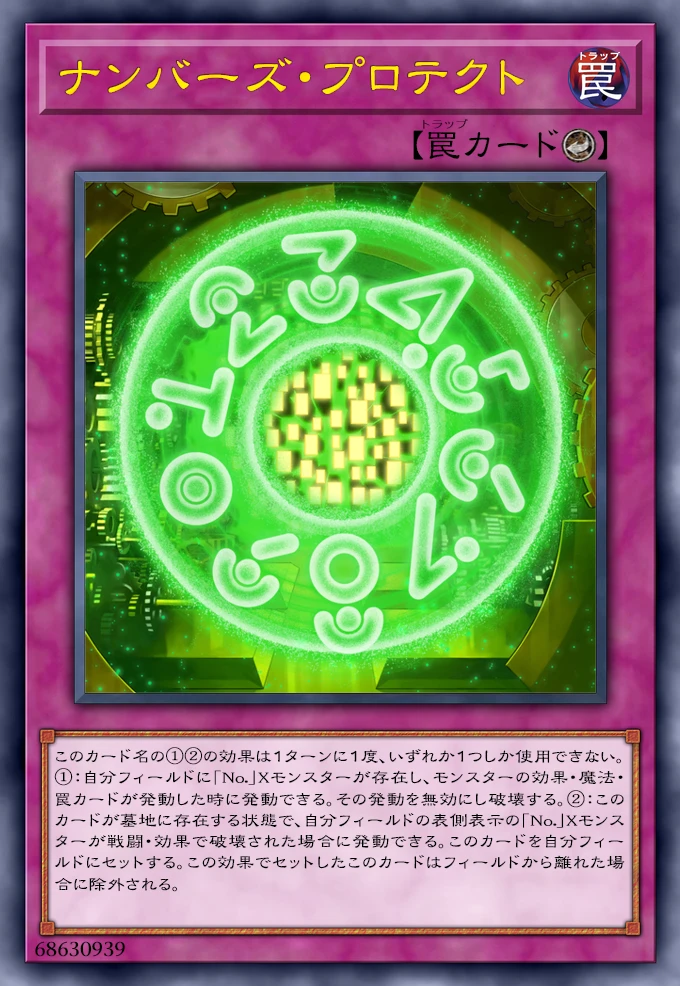 ナンバーズ・プロテクト
トラップ
罠
トラップ
【罠カード】
このカード名の①②の効果は1ターンに1度、いずれか1つしか使用できない。
①:自分フィールドに「No.」Xモンスターが存在し、モンスターの効果・魔法・
罠カードが発動した時に発動できる。その発動を無効にし破壊する。②:この
カードが墓地に存在する状態で、自分フィールドの表側表示の「No.」Xモンス
ターが戦闘・効果で破壊された場合に発動できる。このカードを自分フィー
ルドにセットする。この効果でセットしたこのカードはフィールドから離れた場
合に除外される。
68630939